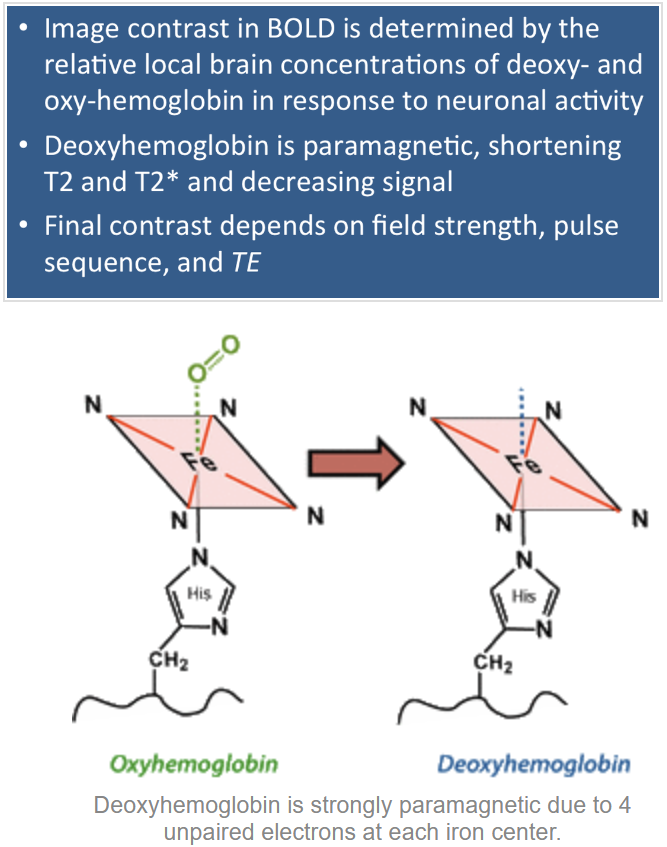 • Image contrast in BOLD is determined by the
relative local brain concentrations of deoxy- and
oxy-hemoglobin in response to neuronal activity
• Deoxyhemoglobin is paramagnetic, shortening
T2 and T2* and decreasing signal
• Final contrast depends on field strength, pulse
sequence, and TE
O
O
N
N
Fe
N
N
N
His
N
CH2
Oxyhemoglobin
N
N
Fe
N
N
N
His
N
CH2
Deoxyhemoglobin
Deoxyhemoglobin is strongly paramagnetic due to 4
unpaired electrons at each iron center.